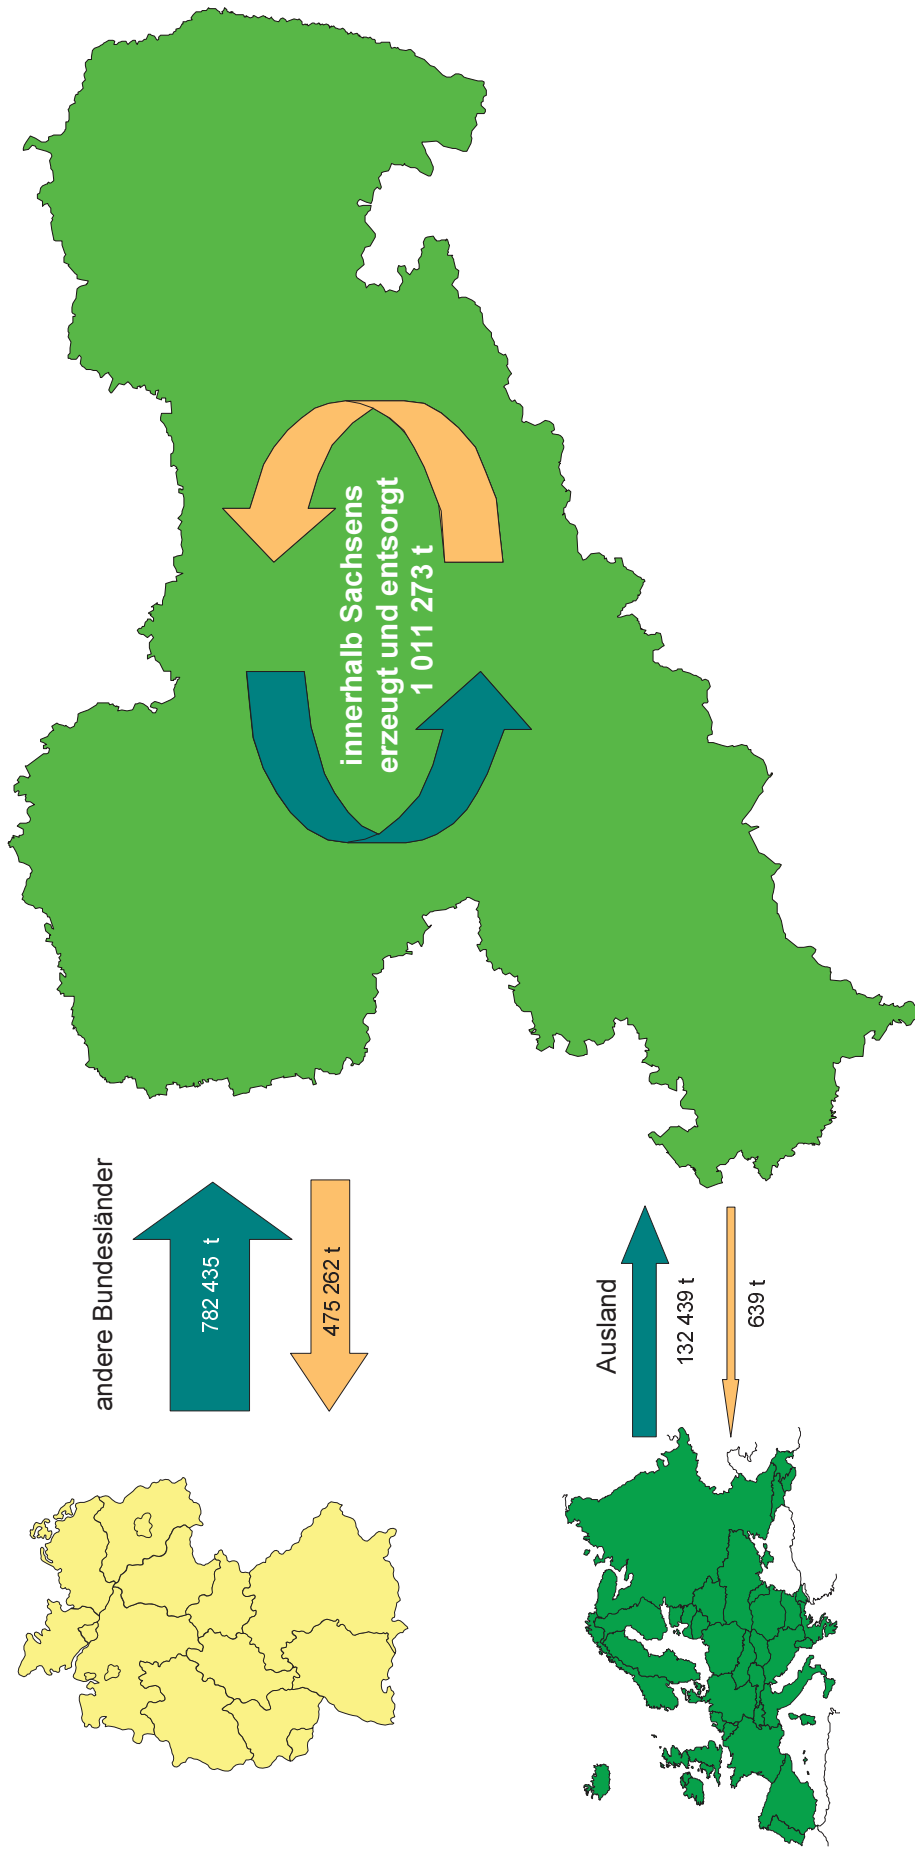 andere Bundesländer
782 435 t
475 262 t
innerhalb Sachsens
erzeugt und entsorgt
1 011 273 t
Ausland
132 439 t
639 t